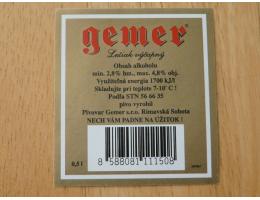 gemer
Ležiak výčapný
Obsah alkoholu
min. 2,8% hm., max. 4,8% obj.
Využiteľná energia 1700 kJ/l
Skladujte pri teplote 7-10°C !
Podľa STN 56 66 35
pivo vyrobil
Pivovar Gemer s.r.o. Rimavská Sobota
NECH VÁM PADNE NA ÚŽITOK !
0,5 l
8 588081 111508